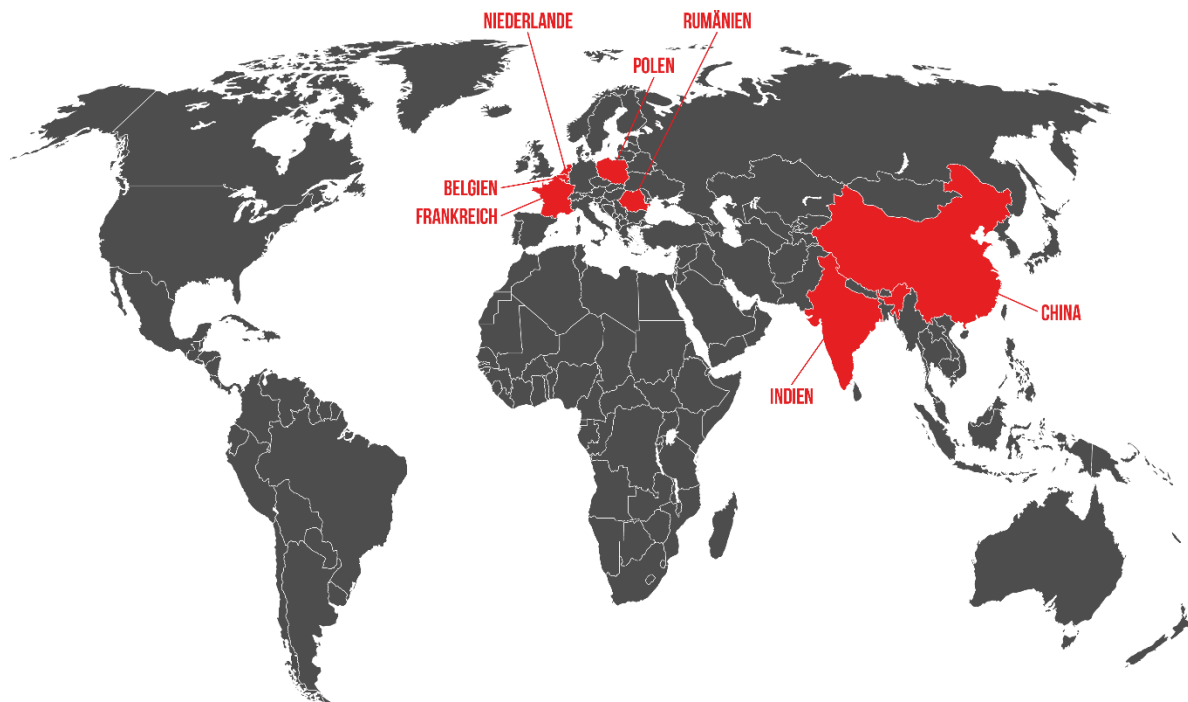 NIEDERLANDE
RUMÄNIEN
POLEN
BELGIEN
FRANKREICH
CHINA
INDIEN